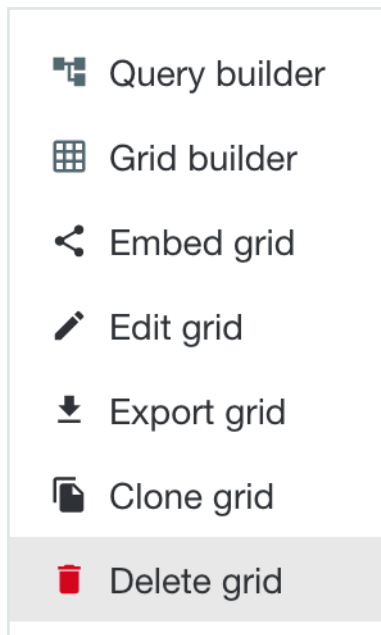 Query builder
Grid builder
Embed grid
Edit grid
Export grid
Clone grid
Delete grid